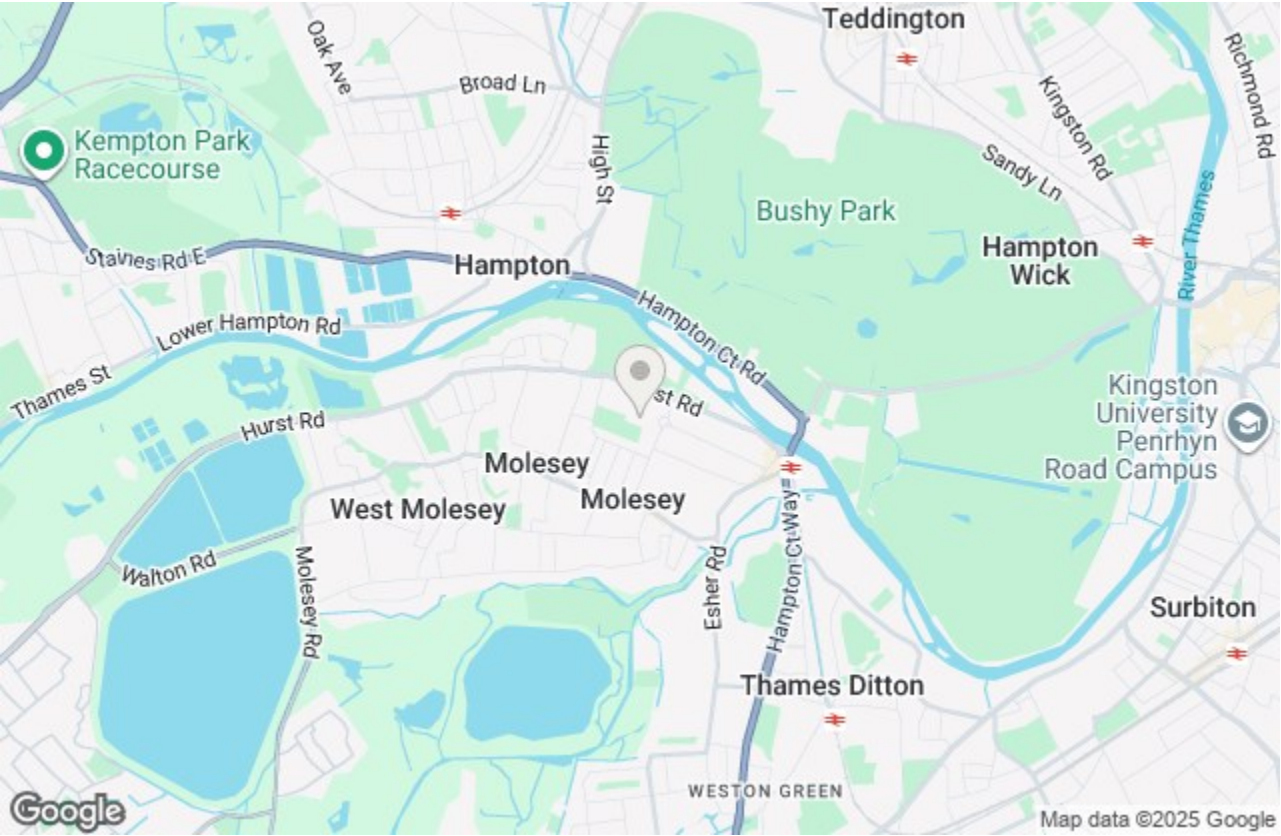 Teddington
Oak Ave
Broad Ln
Richmond Rd
Kingston Rd
Kempton Park
Racecourse
High St
Sandy Ln
Bushy Park
River Thames
Staines Rd E
Hampton
Hampton
Wick
Lower Hampton Rd
Hampton Ct Rd
Thames St
st Rd
Hurst Rd
Kingston
University
Penrhyn
Road Campus
Molesey
Molesey
West Molesey
Walton Rd
Molesey Rd
Esher Rd
Hampton Ct Way
Surbiton
Thames Ditton
WESTON GREEN
Google
Map data ©2025 Google